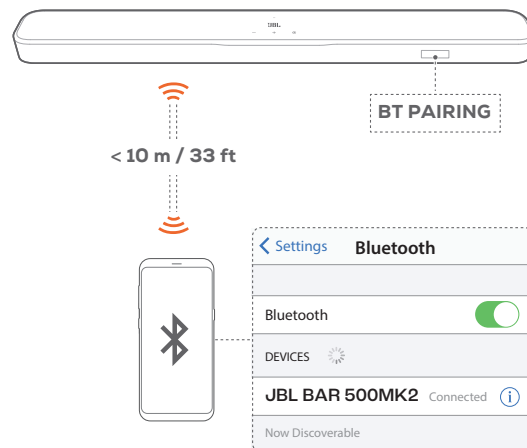 JBL
BT PAIRING
< 10 m / 33 ft
Settings
Bluetooth
Bluetooth
DEVICES
JBL BAR 500MK2 Connected
Now Discoverable